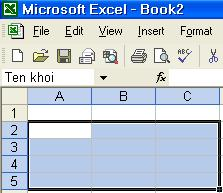 Microsoft Excel - Book2
File Edit View Insert Format
Ten khoi fx
A B C
1
2
3
4
5